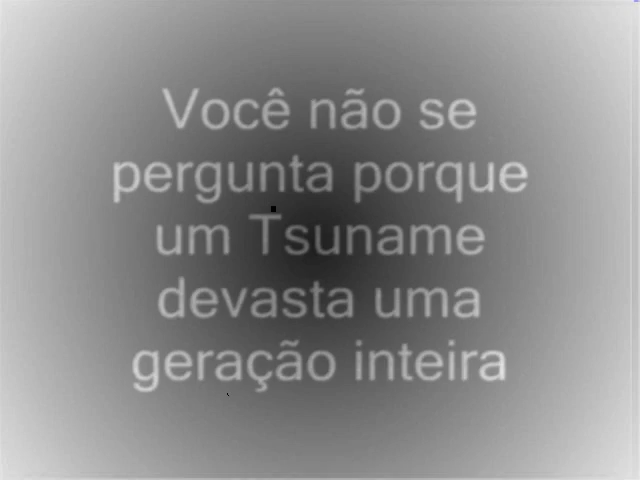 Você não se
pergunta porque
um Tsuname
devasta uma
geração inteira